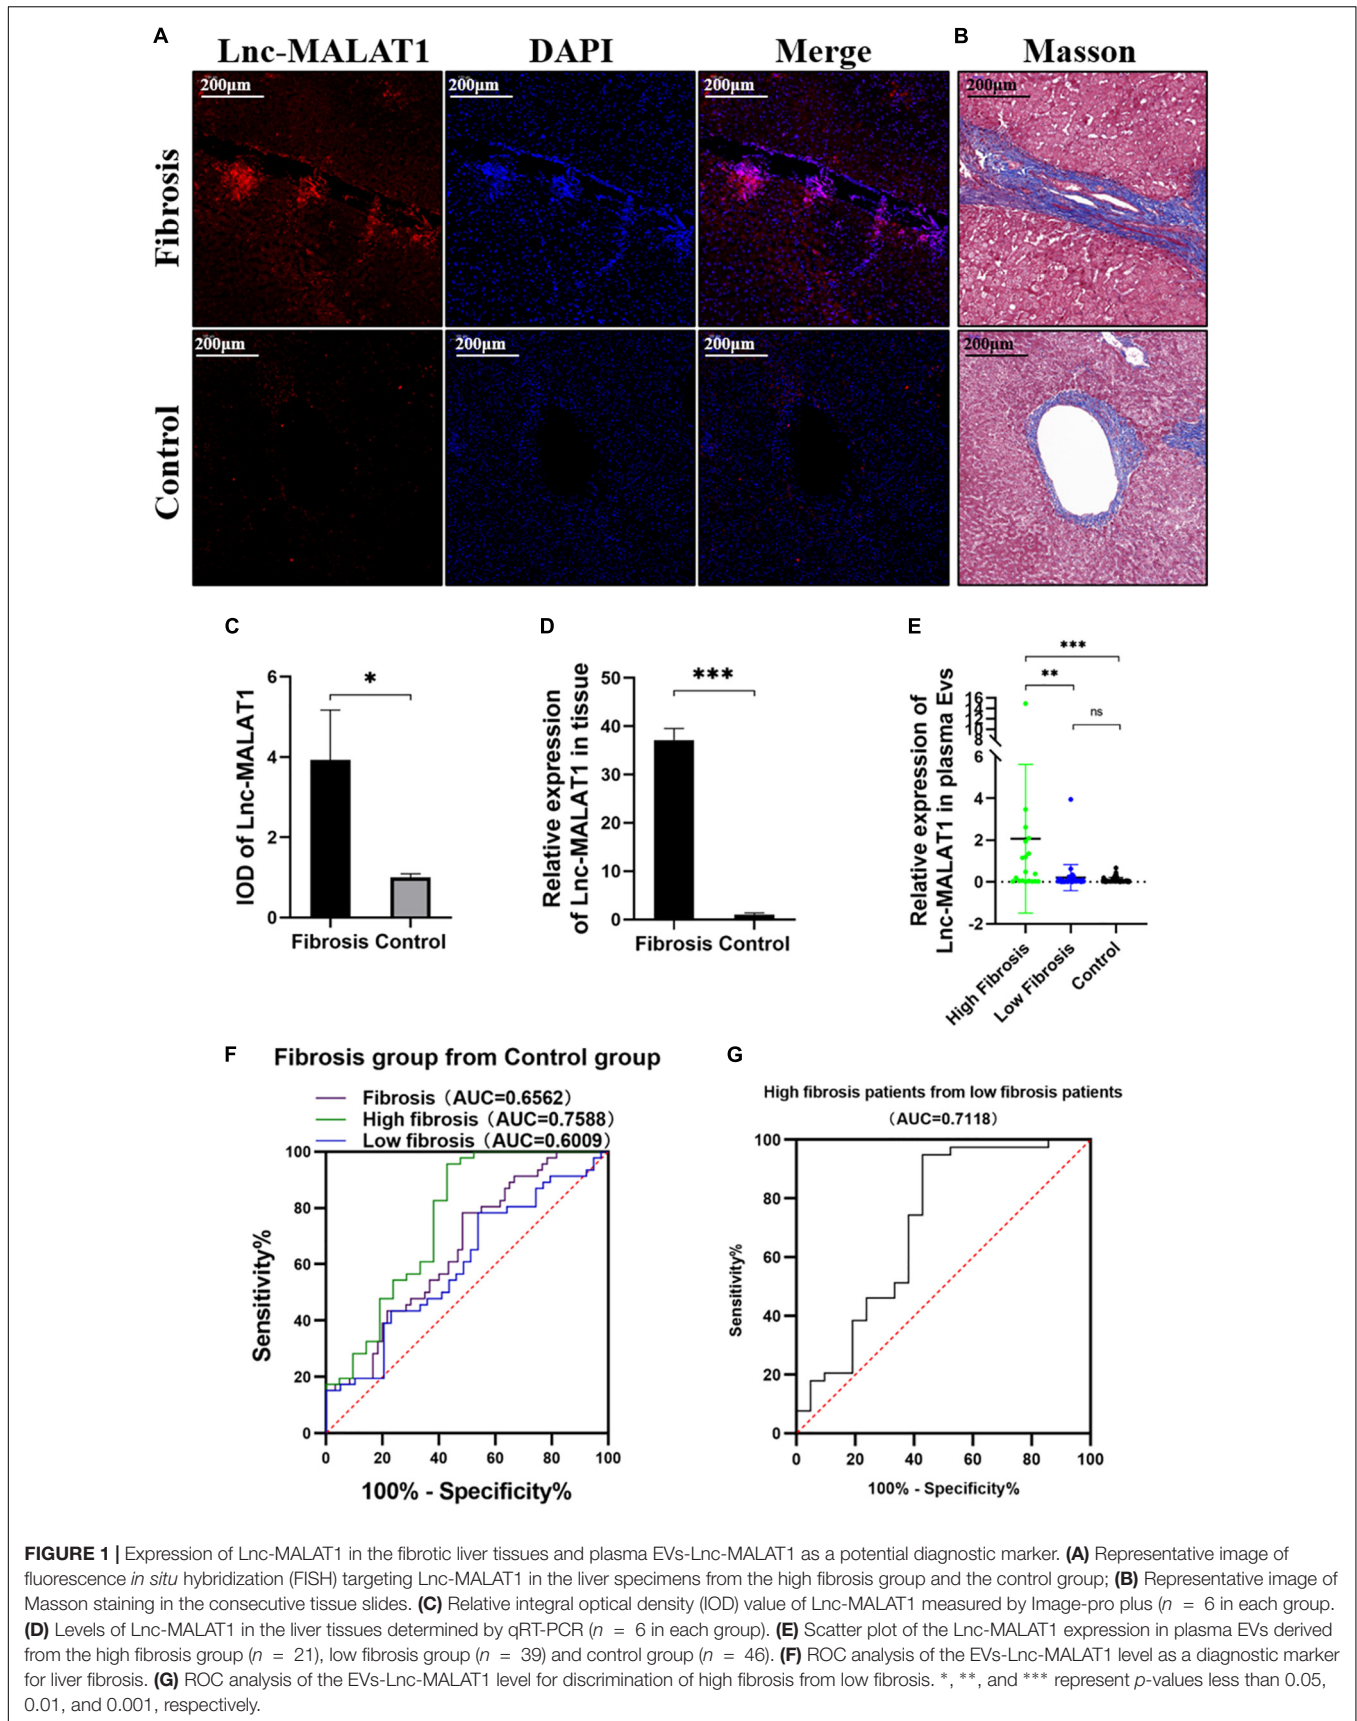 A
Lnc-MALAT1
DAPI
Merge
B
Masson
Fibrosis
200μm
200μm
200μm
200μm
Control
200μm
200μm
200μm
200μm
C
IOD of Lnc-MALAT1
6
4
2
0
*
Fibrosis Control
D
Relative expression
of Lnc-MALAT1 in tissue
50
40
30
20
10
0
***
Fibrosis Control
E
Relative expression of
Lnc-MALAT1 in plasma Evs
16
14
12
10
8
6
4
2
0
-2
***
**
ns
High Fibrosis
Low Fibrosis
Control
F
Fibrosis group from Control group
Fibrosis (AUC=0.6562)
High fibrosis (AUC=0.7588)
Low fibrosis (AUC=0.6009)
Sensitivity%
100
80
60
40
20
0
0 20 40 60 80 100
100% - Specificity%
G
High fibrosis patients from low fibrosis patients
(AUC=0.7118)
Sensitivity%
100
80
60
40
20
0
0 20 40 60 80 100
100% - Specificity%
FIGURE 1 | Expression of Lnc-MALAT1 in the fibrotic liver tissues and plasma EVs-Lnc-MALAT1 as a potential diagnostic marker. (A) Representative image of
fluorescence in situ hybridization (FISH) targeting Lnc-MALAT1 in the liver specimens from the high fibrosis group and the control group; (B) Representative image of
Masson staining in the consecutive tissue slides. (C) Relative integral optical density (IOD) value of Lnc-MALAT1 measured by Image-pro plus (n = 6 in each group.
(D) Levels of Lnc-MALAT1 in the liver tissues determined by qRT-PCR (n = 6 in each group). (E) Scatter plot of the Lnc-MALAT1 expression in plasma EVs derived
from the high fibrosis group (n = 21), low fibrosis group (n = 39) and control group (n = 46). (F) ROC analysis of the EVs-Lnc-MALAT1 level as a diagnostic marker
for liver fibrosis. (G) ROC analysis of the EVs-Lnc-MALAT1 level for discrimination of high fibrosis from low fibrosis. *, **, and *** represent p-values less than 0.05,
0.01, and 0.001, respectively.